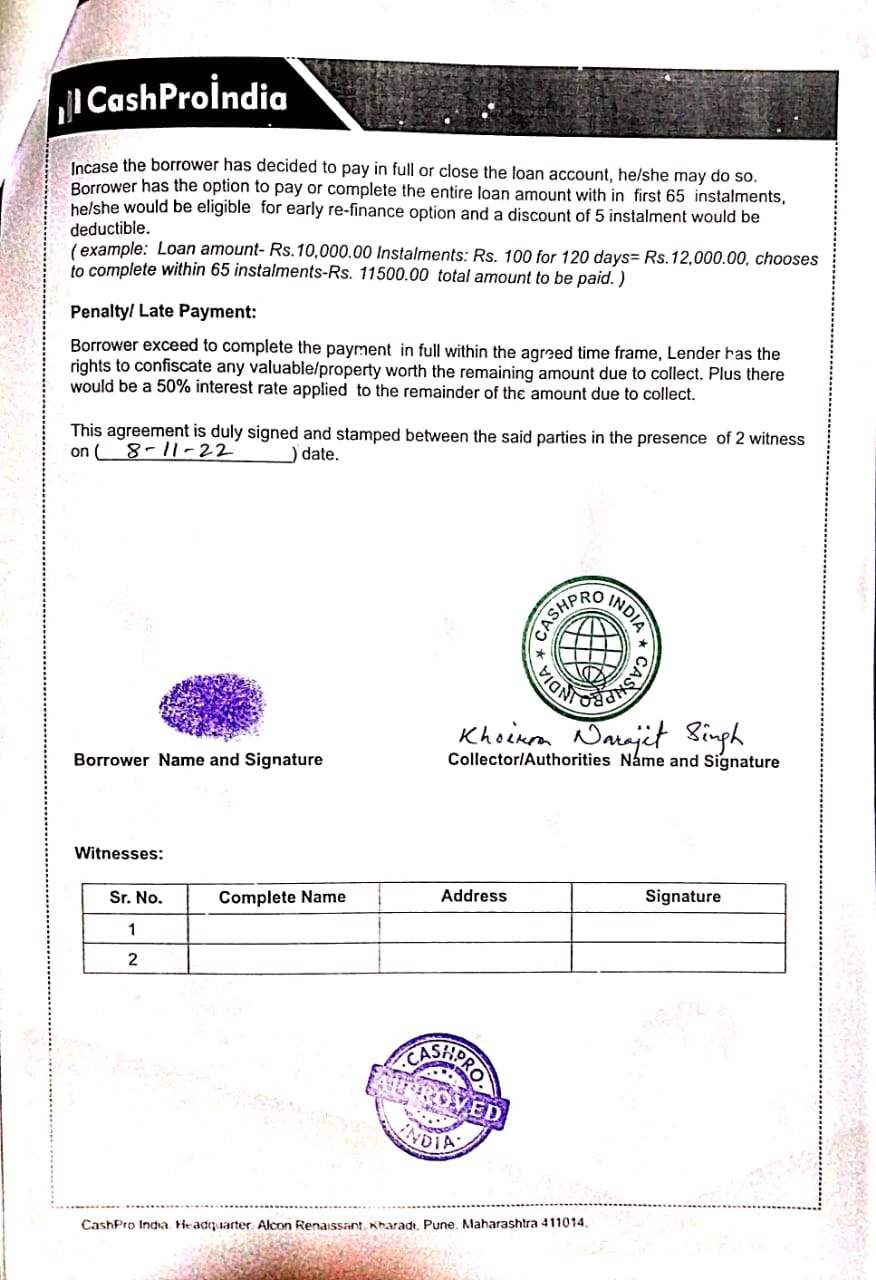 CashProIndia
Incase the borrower has decided to pay in full or close the loan account, he/she may do so.
Borrower has the option to pay or complete the entire loan amount with in first 65 instalments,
he/she would be eligible for early re-finance option and a discount of 5 instalment would be
deductible.
( example: Loan amount- Rs.10,000.00 Instalments: Rs. 100 for 120 days= Rs.12,000.00, chooses
to complete within 65 instalments-Rs. 11500.00 total amount to be paid. )
Penalty/ Late Payment:
Borrower exceed to complete the payment in full within the agreed time frame, Lender has the
rights to confiscate any valuable/property worth the remaining amount due to collect. Plus there
would be a 50% interest rate applied to the remainder of the amount due to collect.
This agreement is duly signed and stamped between the said parties in the presence of 2 witness
on ( 8-11-22 ) date.
CASHPRO INDIA ★ CASHPRO INDIA ★
Khoirom Narajit Singh
Borrower Name and Signature Collector/Authorities Name and Signature
Witnesses:
Sr. No. Complete Name Address Signature
1
2
CASHPRO
APPROVED
INDIA
CashPro India. Headquarter. Alcon Renaissant, Kharadi, Pune, Maharashtra 411014.